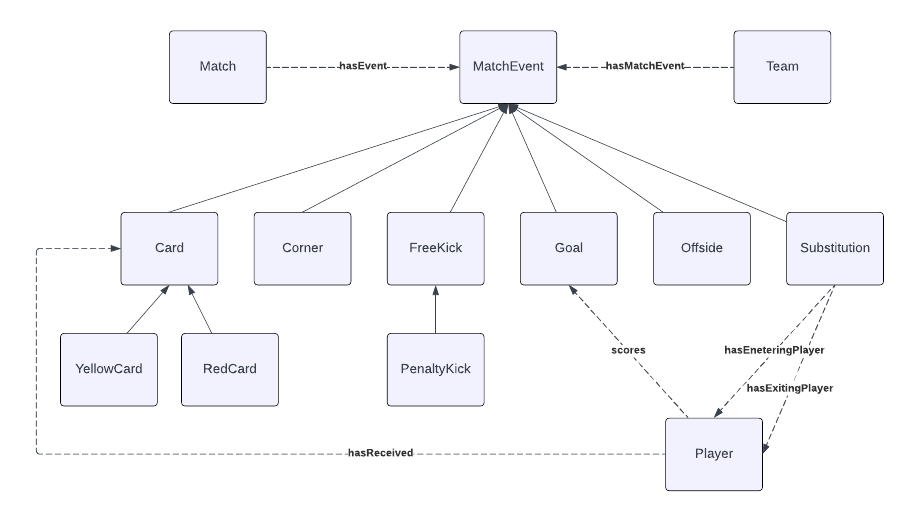 Match
hasEvent
MatchEvent
hasMatchEvent
Team
Card
Corner
FreeKick
Goal
Offside
Substitution
YellowCard
RedCard
PenaltyKick
scores
hasEneteringPlayer
hasExitingPlayer
Player
hasReceived